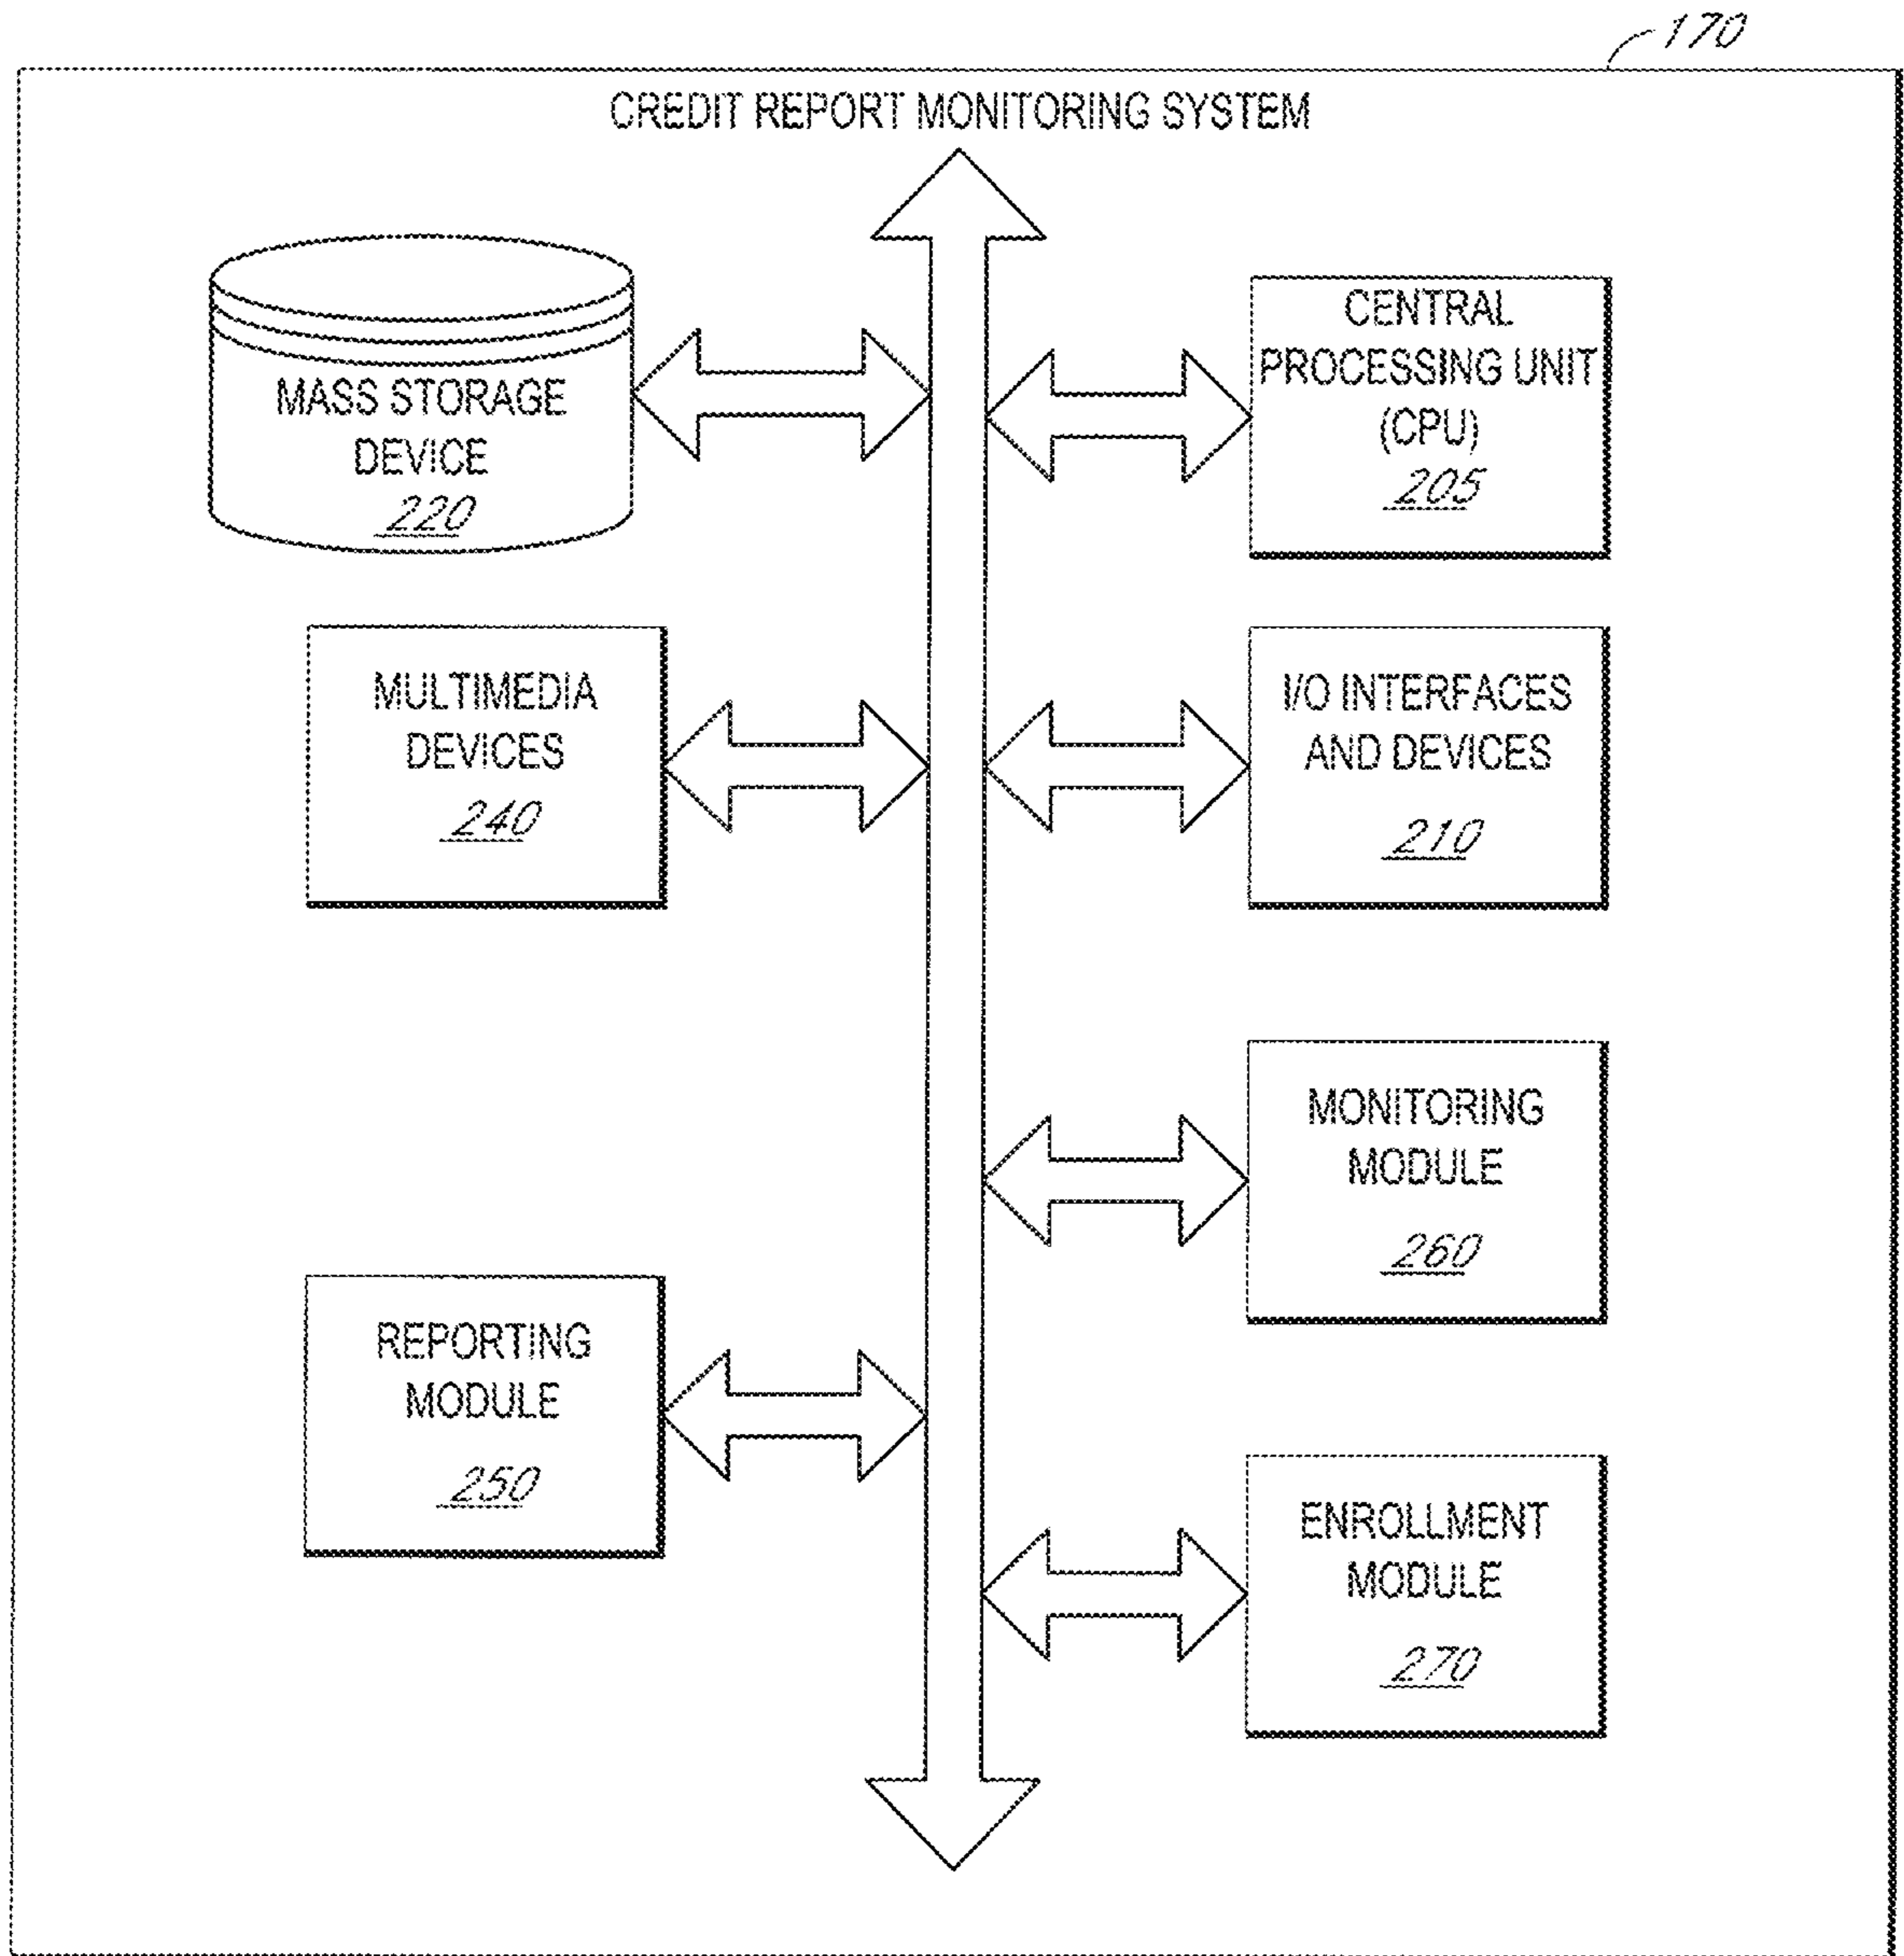 170
CREDIT REPORT MONITORING SYSTEM
MASS STORAGE
DEVICE
220
CENTRAL
PROCESSING UNIT
(CPU)
205
MULTIMEDIA
DEVICES
240
I/O INTERFACES
AND DEVICES
210
MONITORING
MODULE
260
REPORTING
MODULE
250
ENROLLMENT
MODULE
270